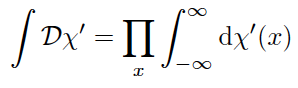 ∫ 𝒟χ′ = ∏ₓ ∫_{−∞}^{∞} dχ′(x)